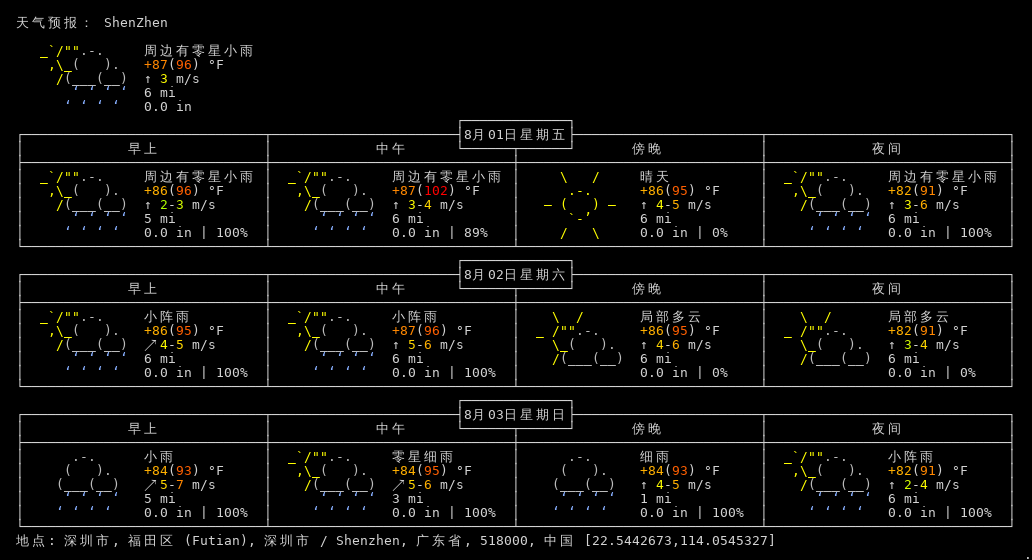 天气预报： ShenZhen
周边有零星小雨
+87(96) °F
↑ 3 m/s
6 mi
0.0 in
8月01日星期五
早上 中午 傍晚 夜间
周边有零星小雨 周边有零星小雨 晴天 周边有零星小雨
+86(96) °F +87(102) °F +86(95) °F +82(91) °F
↑ 2-3 m/s ↑ 3-4 m/s ↑ 4-5 m/s ↑ 3-6 m/s
5 mi 6 mi 6 mi 6 mi
0.0 in | 100% 0.0 in | 89% 0.0 in | 0% 0.0 in | 100%
8月02日星期六
早上 中午 傍晚 夜间
小阵雨 小阵雨 局部多云 局部多云
+86(95) °F +87(96) °F +86(95) °F +82(91) °F
↗ 4-5 m/s ↑ 5-6 m/s ↑ 4-6 m/s ↑ 3-4 m/s
6 mi 6 mi 6 mi 6 mi
0.0 in | 100% 0.0 in | 100% 0.0 in | 0% 0.0 in | 0%
8月03日星期日
早上 中午 傍晚 夜间
小雨 零星细雨 细雨 小阵雨
+84(93) °F +84(95) °F +84(93) °F +82(91) °F
↗ 5-7 m/s ↗ 5-6 m/s ↑ 4-5 m/s ↑ 2-4 m/s
5 mi 3 mi 1 mi 6 mi
0.0 in | 100% 0.0 in | 100% 0.0 in | 100% 0.0 in | 100%
地点: 深圳市, 福田区 (Futian), 深圳市 / Shenzhen, 广东省, 518000, 中国 [22.5442673,114.0545327]